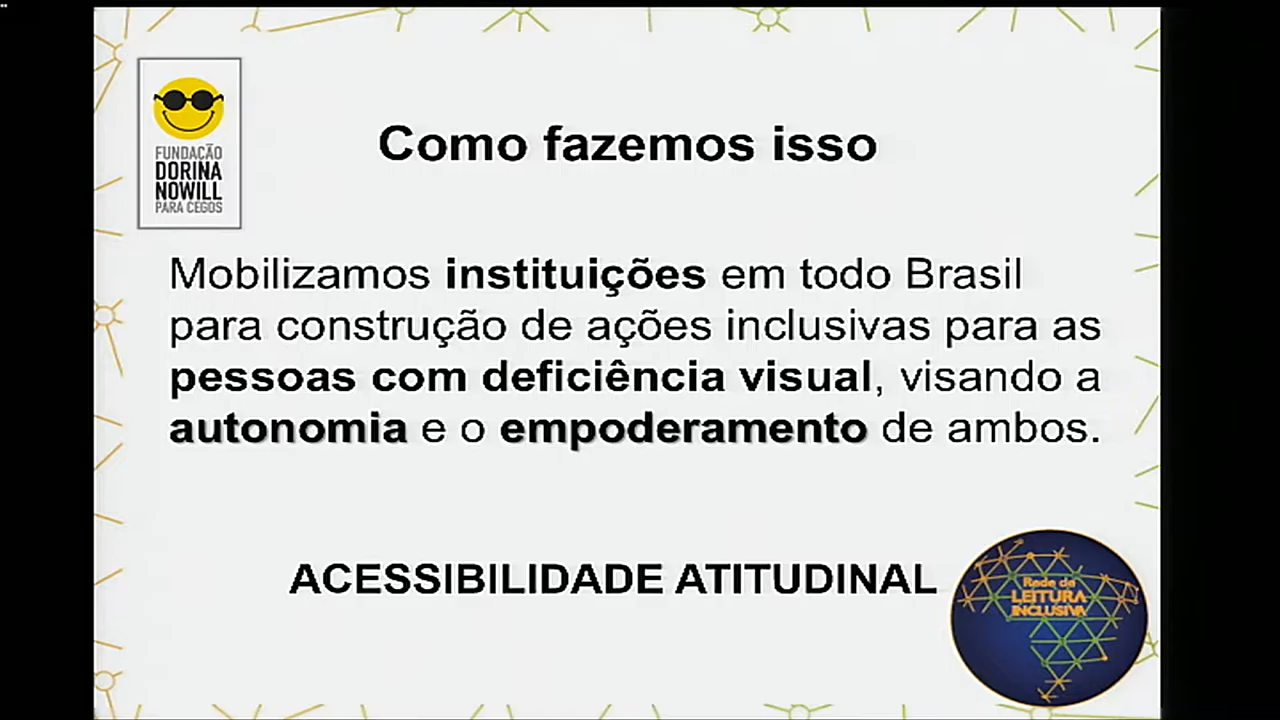 FUNDAÇÃO
DORINA
NOWILL
PARA CEGOS
Como fazemos isso
Mobilizamos instituições em todo Brasil
para construção de ações inclusivas para as
pessoas com deficiência visual, visando a
autonomia e o empoderamento de ambos.
ACESSIBILIDADE ATITUDINAL
Rede de
LEITURA
INCLUSIVA